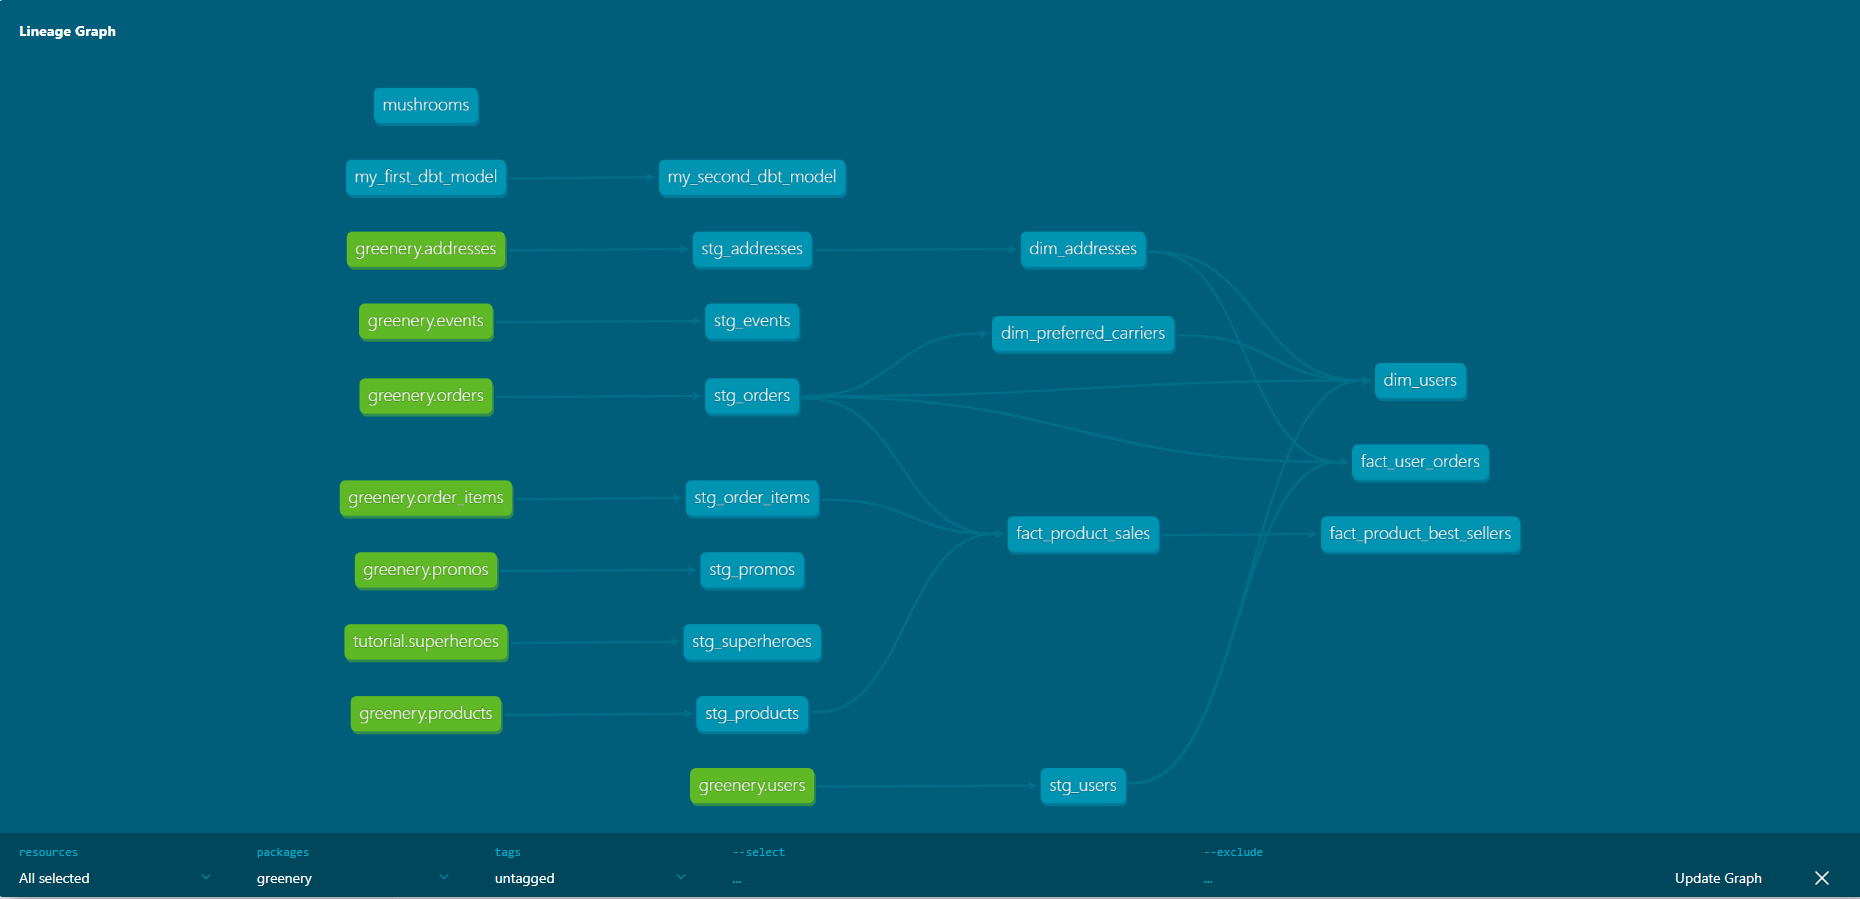 Lineage Graph
mushrooms
my_first_dbt_model
my_second_dbt_model
greenery.addresses
stg_addresses
dim_addresses
greenery.events
stg_events
dim_preferred_carriers
greenery.orders
stg_orders
dim_users
fact_user_orders
greenery.order_items
stg_order_items
fact_product_sales
fact_product_best_sellers
greenery.promos
stg_promos
tutorial.superheroes
stg_superheroes
greenery.products
stg_products
greenery.users
stg_users
resources
All selected
packages
greenery
tags
untagged
--select
...
--exclude
...
Update Graph